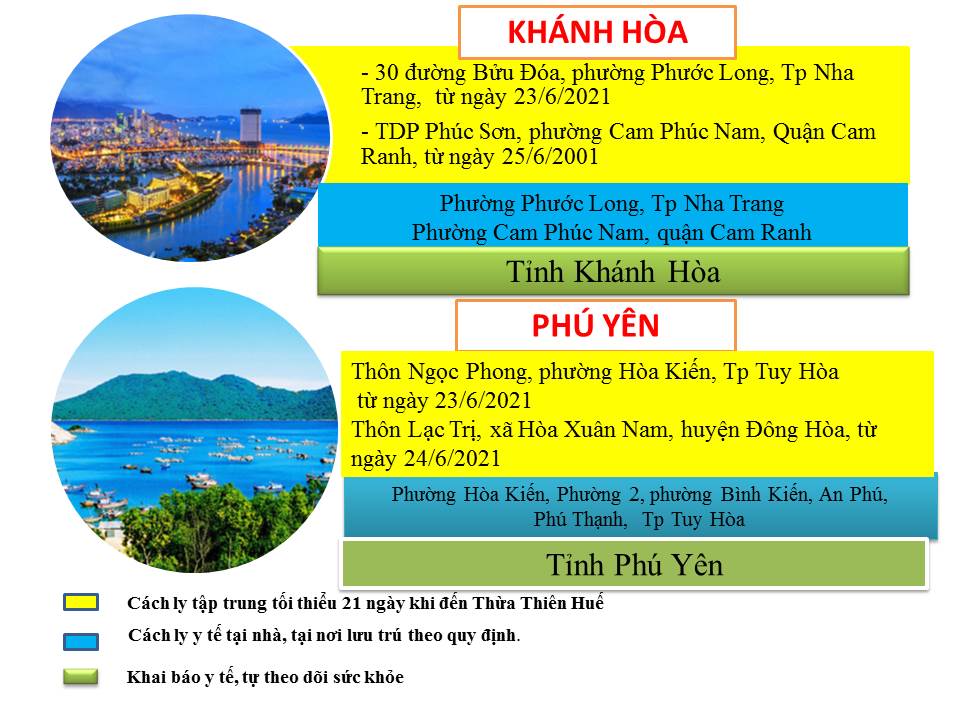 KHÁNH HÒA
- 30 đường Bửu Đóa, phường Phước Long, Tp Nha
Trang, từ ngày 23/6/2021
- TDP Phúc Sơn, phường Cam Phúc Nam, Quận Cam
Ranh, từ ngày 25/6/2001
Phường Phước Long, Tp Nha Trang
Phường Cam Phúc Nam, quận Cam Ranh
Tỉnh Khánh Hòa
PHÚ YÊN
Thôn Ngọc Phong, phường Hòa Kiến, Tp Tuy Hòa
từ ngày 23/6/2021
Thôn Lạc Trị, xã Hòa Xuân Nam, huyện Đông Hòa, từ
ngày 24/6/2021
Phường Hòa Kiến, Phường 2, phường Bình Kiến, An Phú,
Phú Thạnh, Tp Tuy Hòa
Tỉnh Phú Yên
Cách ly tập trung tối thiểu 21 ngày khi đến Thừa Thiên Huế
Cách ly y tế tại nhà, tại nơi lưu trú theo quy định.
Khai báo y tế, tự theo dõi sức khỏe